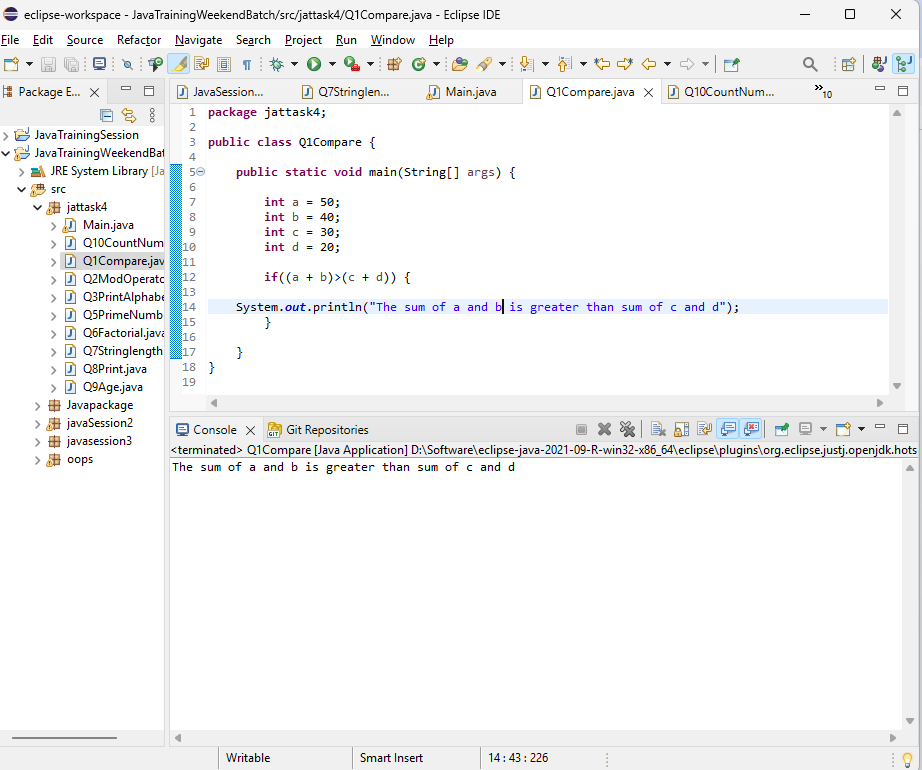 eclipse-workspace - JavaTrainingWeekendBatch/src/jattask4/Q1Compare.java - Eclipse IDE
File Edit Source Refactor Navigate Search Project Run Window Help
Package E...
JavaTrainingSession
JavaTrainingWeekendBat
JRE System Library [Ja
src
jattask4
Main.java
Q10CountNum
Q1Compare.jav
Q2ModOperato
Q3PrintAlphabe
Q5PrimeNumb
Q6Factorial.java
Q7Stringlength
Q8Print.java
Q9Age.java
Javapackage
javaSession2
javasession3
oops
JavaSession... Q7Stringlen... Main.java Q1Compare.java Q10CountNum... »10
1 package jattask4;
2
3 public class Q1Compare {
4
5 public static void main(String[] args) {
6
7 int a = 50;
8 int b = 40;
9 int c = 30;
10 int d = 20;
11
12 if((a + b)>(c + d)) {
13
14 System.out.println("The sum of a and b is greater than sum of c and d");
15 }
16
17 }
18 }
19
Console Git Repositories
<terminated> Q1Compare [Java Application] D:\Software\eclipse-java-2021-09-R-win32-x86_64\eclipse\plugins\org.eclipse.justj.openjdk.hots
The sum of a and b is greater than sum of c and d
Writable Smart Insert 14 : 43 : 226